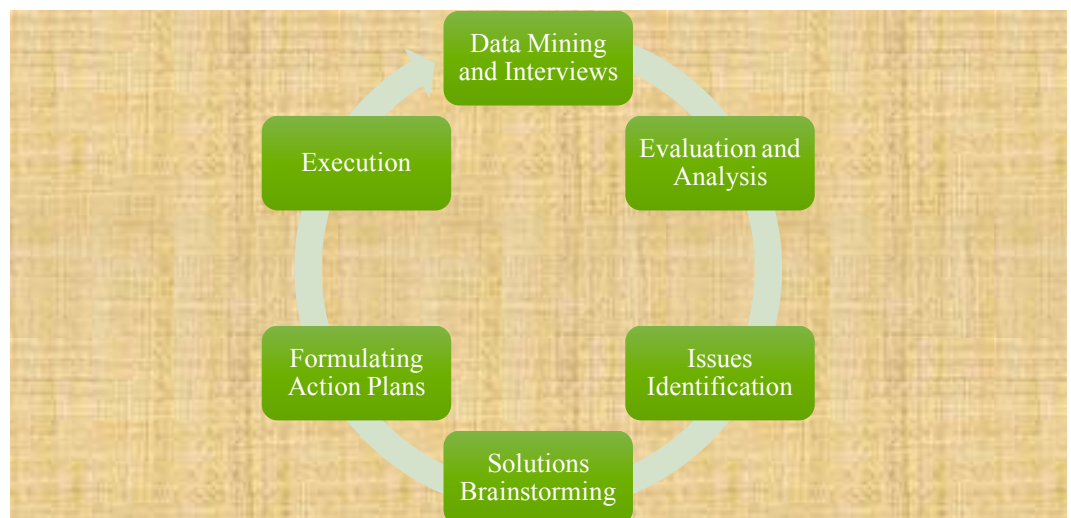 Data Mining
and Interviews
Evaluation and
Analysis
Issues
Identification
Solutions
Brainstorming
Formulating
Action Plans
Execution